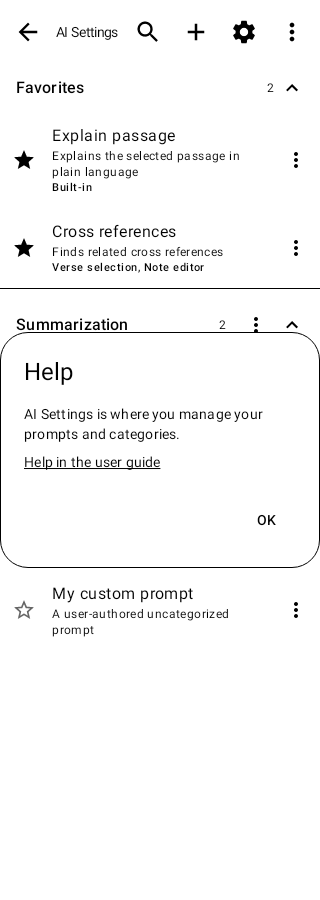 AI Settings
Favorites
2
Explain passage
Explains the selected passage in
plain language
Built-in
Cross references
Finds related cross references
Verse selection, Note editor
Summarization
2
Help
AI Settings is where you manage your
prompts and categories.
Help in the user guide
OK
My custom prompt
A user-authored uncategorized
prompt